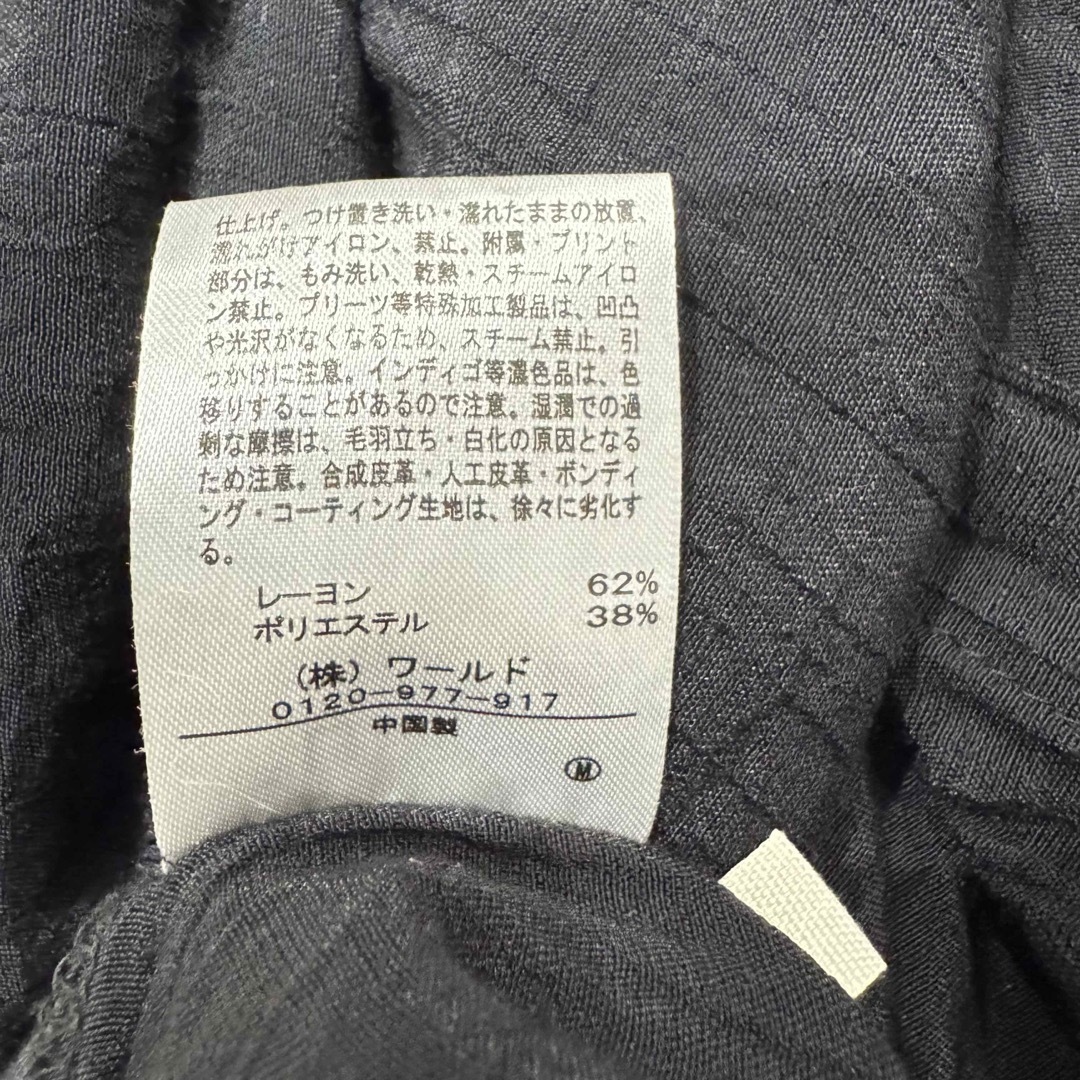 仕上げ。つけ置き洗い・濡れたままの放置、
濡れがけアイロン、禁止。附属・プリント
部分は、もみ洗い、乾熱・スチームアイロ
ン禁止。プリーツ等特殊加工製品は、凹凸
や光沢がなくなるため、スチーム禁止。引
っかけに注意。インディゴ等濃色品は、色
移りすることがあるので注意。湿潤での過
剰な摩擦は、毛羽立ち・白化の原因となる
ため注意。合成皮革・人工皮革・ボンディ
ング・コーティング生地は、徐々に劣化す
る。
レーヨン 62%
ポリエステル 38%
(株) ワールド
0120-977-917
中国製
M